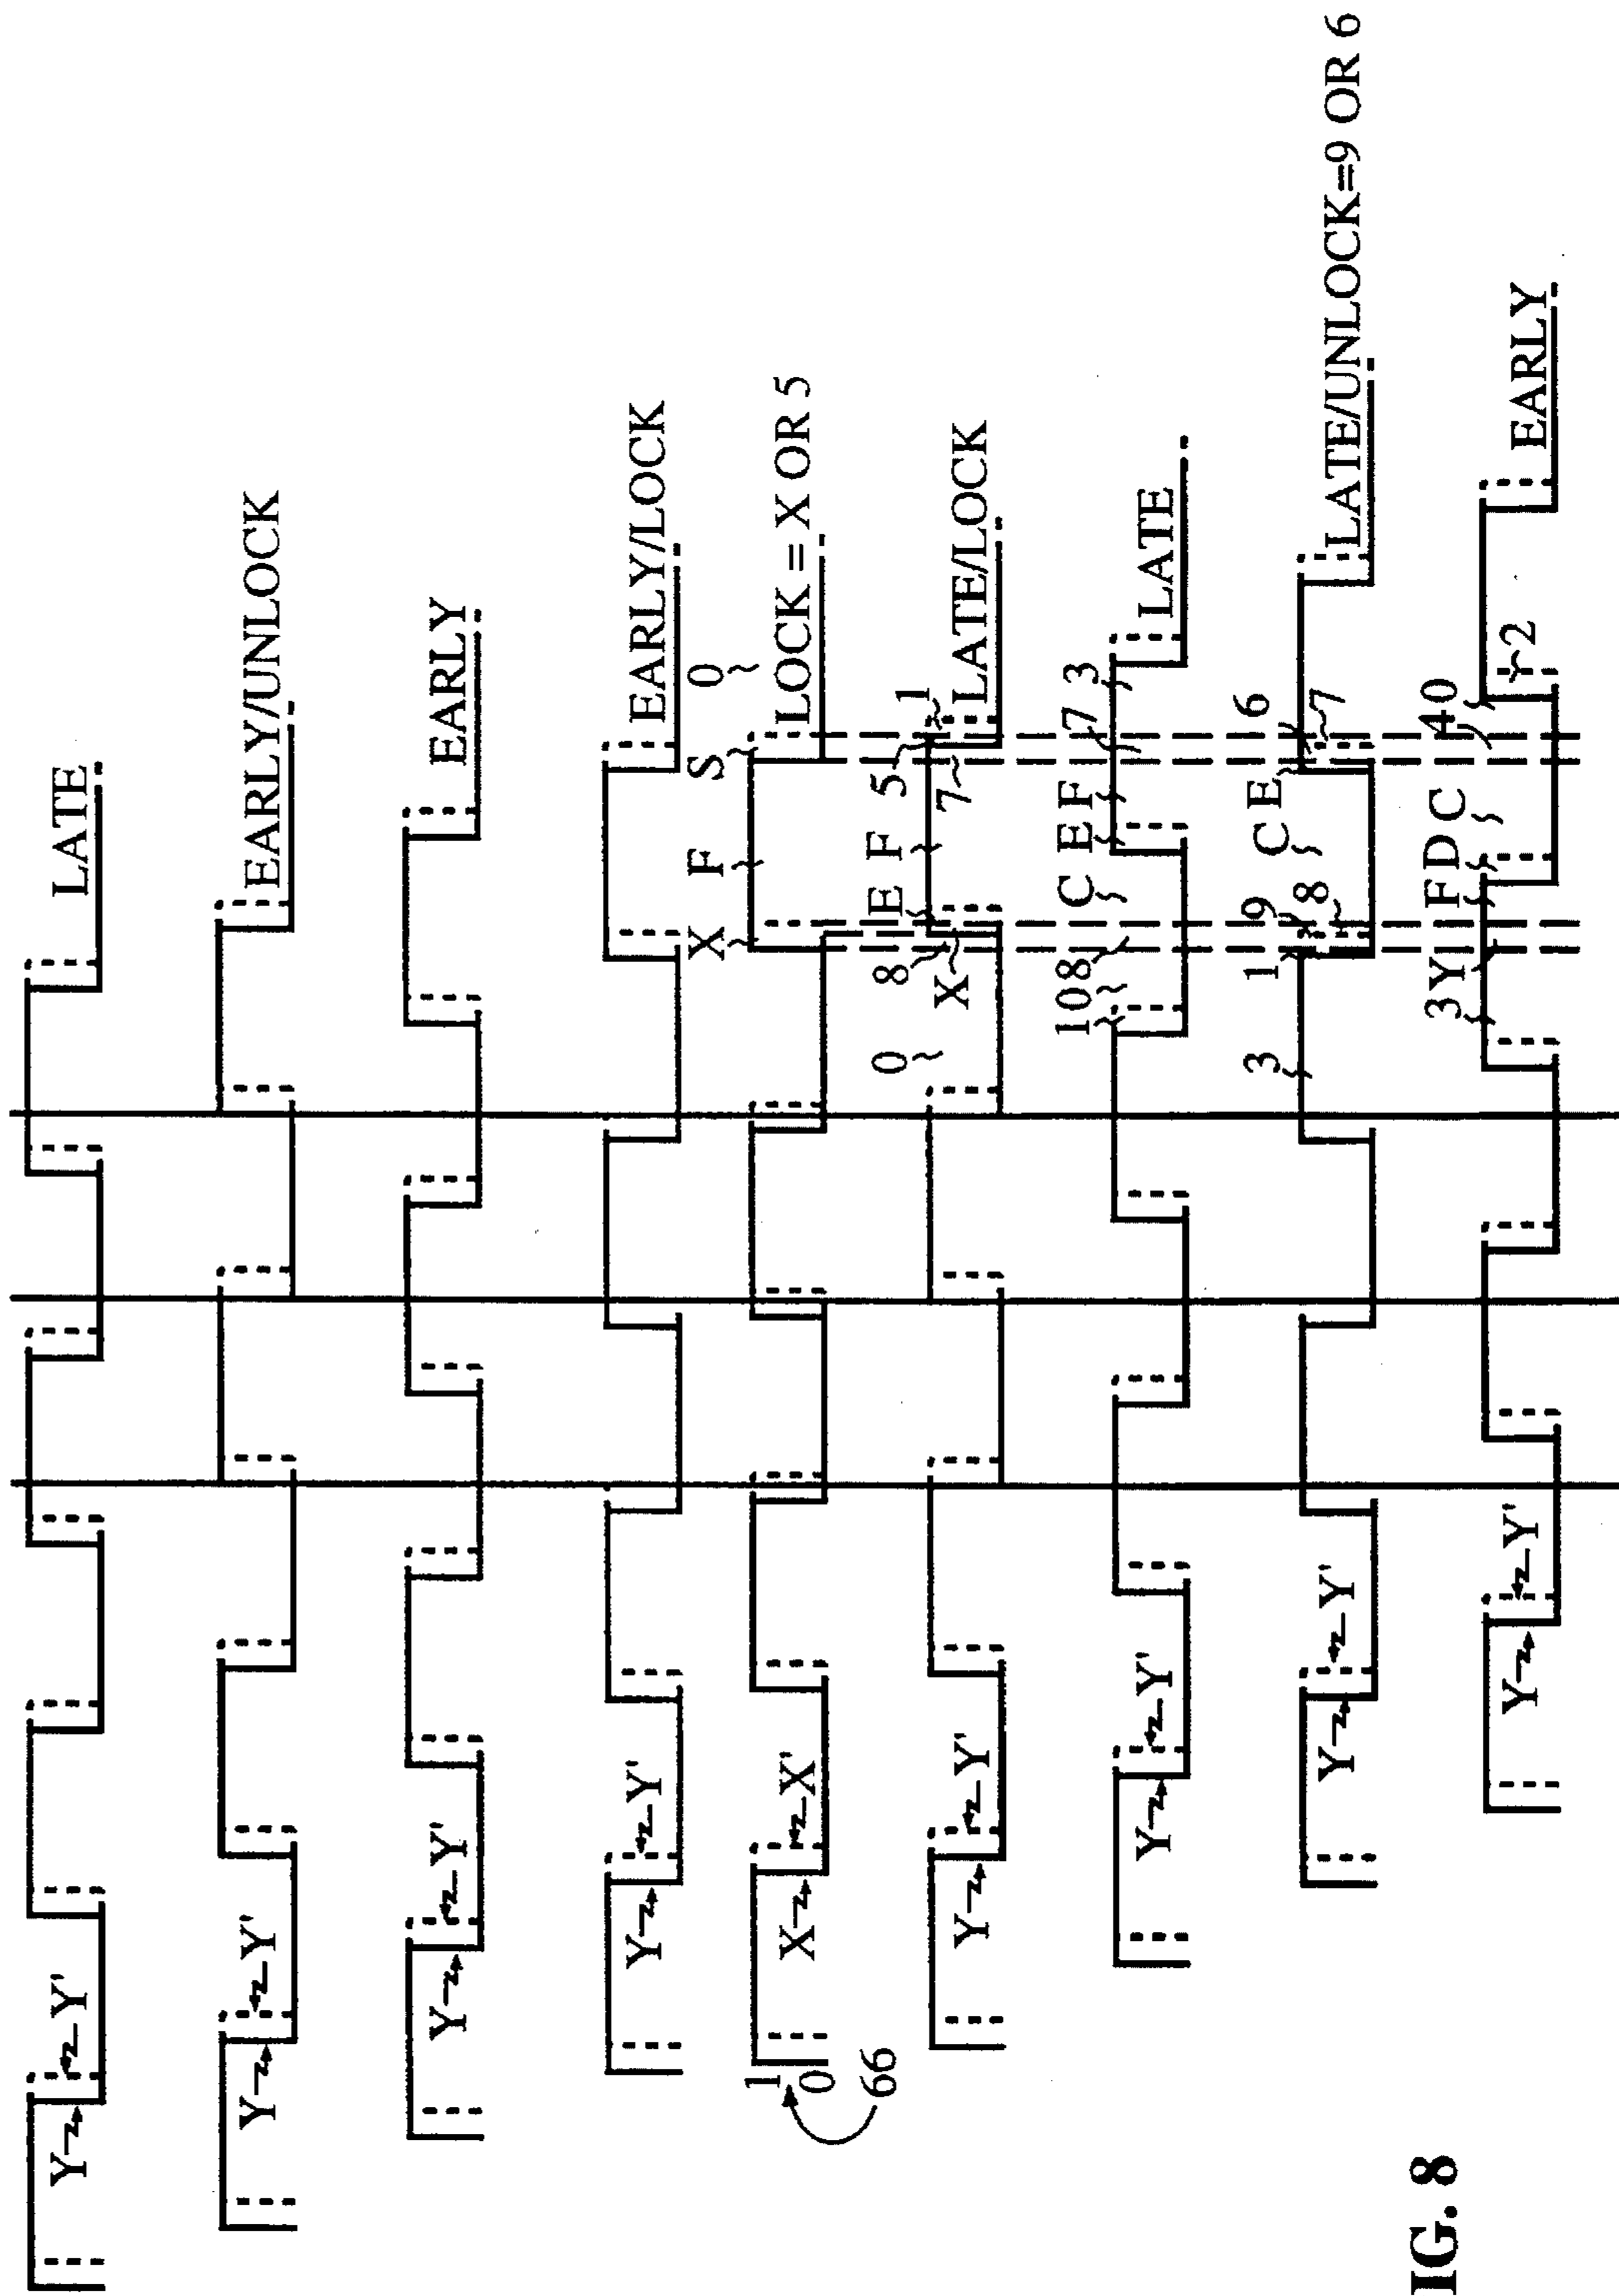 Y Y' LATE
Y Y' EARLY/UNLOCK
Y Y' EARLY
Y Y' EARLY/LOCK
X F S 0
1
0
66
X X' LOCK = X OR 5
0 8 E F 5 1
X 7
Y Y' LATE/LOCK
108 C E F 7 3
Y Y' LATE
3 1 9 C E 6
8 7
Y Y' LATE/UNLOCK=9 OR 6
3 Y F D C 40
2
Y Y' EARLY
IG. 8